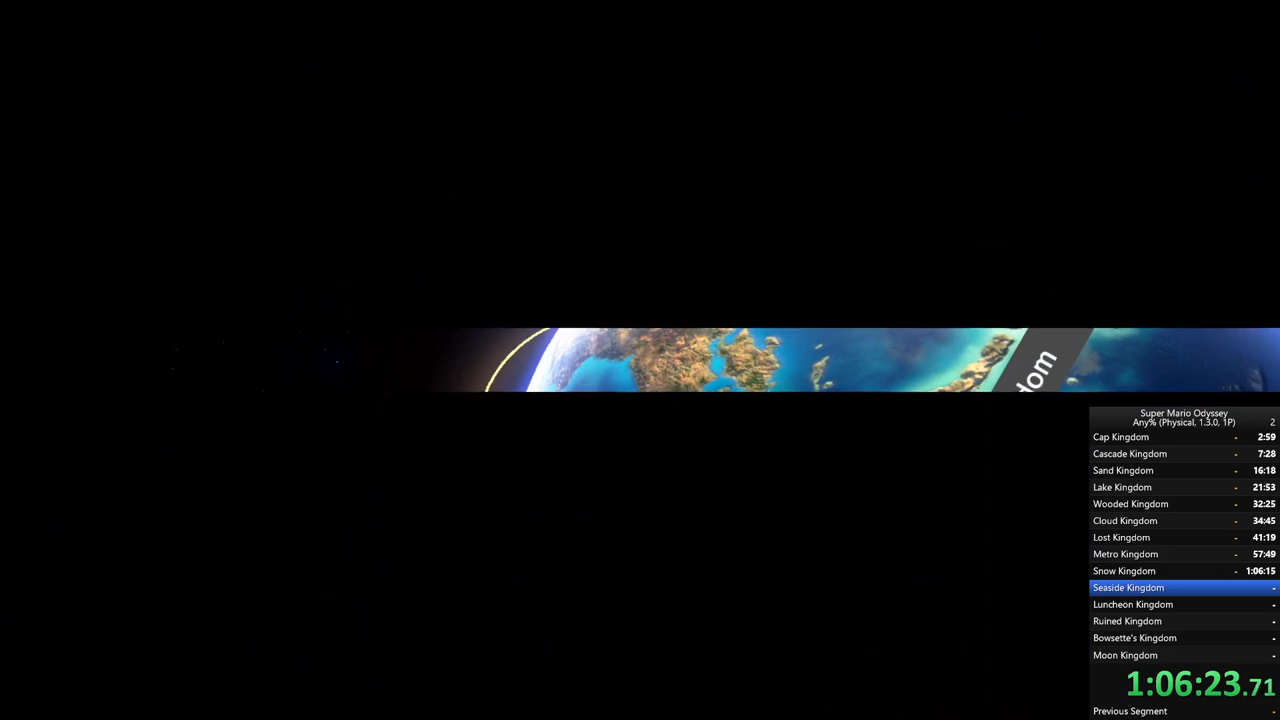 dom
Super Mario Odyssey
Any% (Physical, 1.3.0, 1P) 2
Cap Kingdom - 2:59
Cascade Kingdom - 7:28
Sand Kingdom - 16:18
Lake Kingdom - 21:53
Wooded Kingdom - 32:25
Cloud Kingdom - 34:45
Lost Kingdom - 41:19
Metro Kingdom - 57:49
Snow Kingdom - 1:06:15
Seaside Kingdom -
Luncheon Kingdom -
Ruined Kingdom -
Bowsette's Kingdom -
Moon Kingdom -
1:06:23.71
Previous Segment -